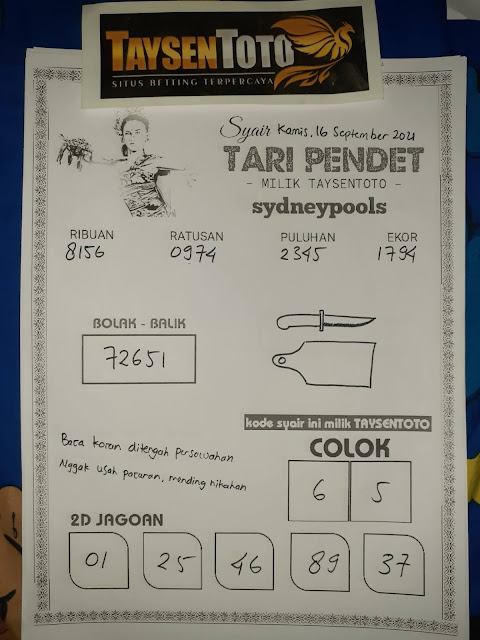 TAYSENTOTO
SITUS BETTING TERPERCAYA
Syair Kamis, 16 September 2021
TARI PENDET
- MILIK TAYSENTOTO -
sydneypools
RIBUAN RATUSAN PULUHAN EKOR
8156 0974 2345 1794
BOLAK - BALIK
72651
kode syair ini milik TAYSENTOTO
Baca koran ditengah persawahan
Nggak usah pacaran, mending nikahan
COLOK
6 5
2D JAGOAN
01 25 46 89 37